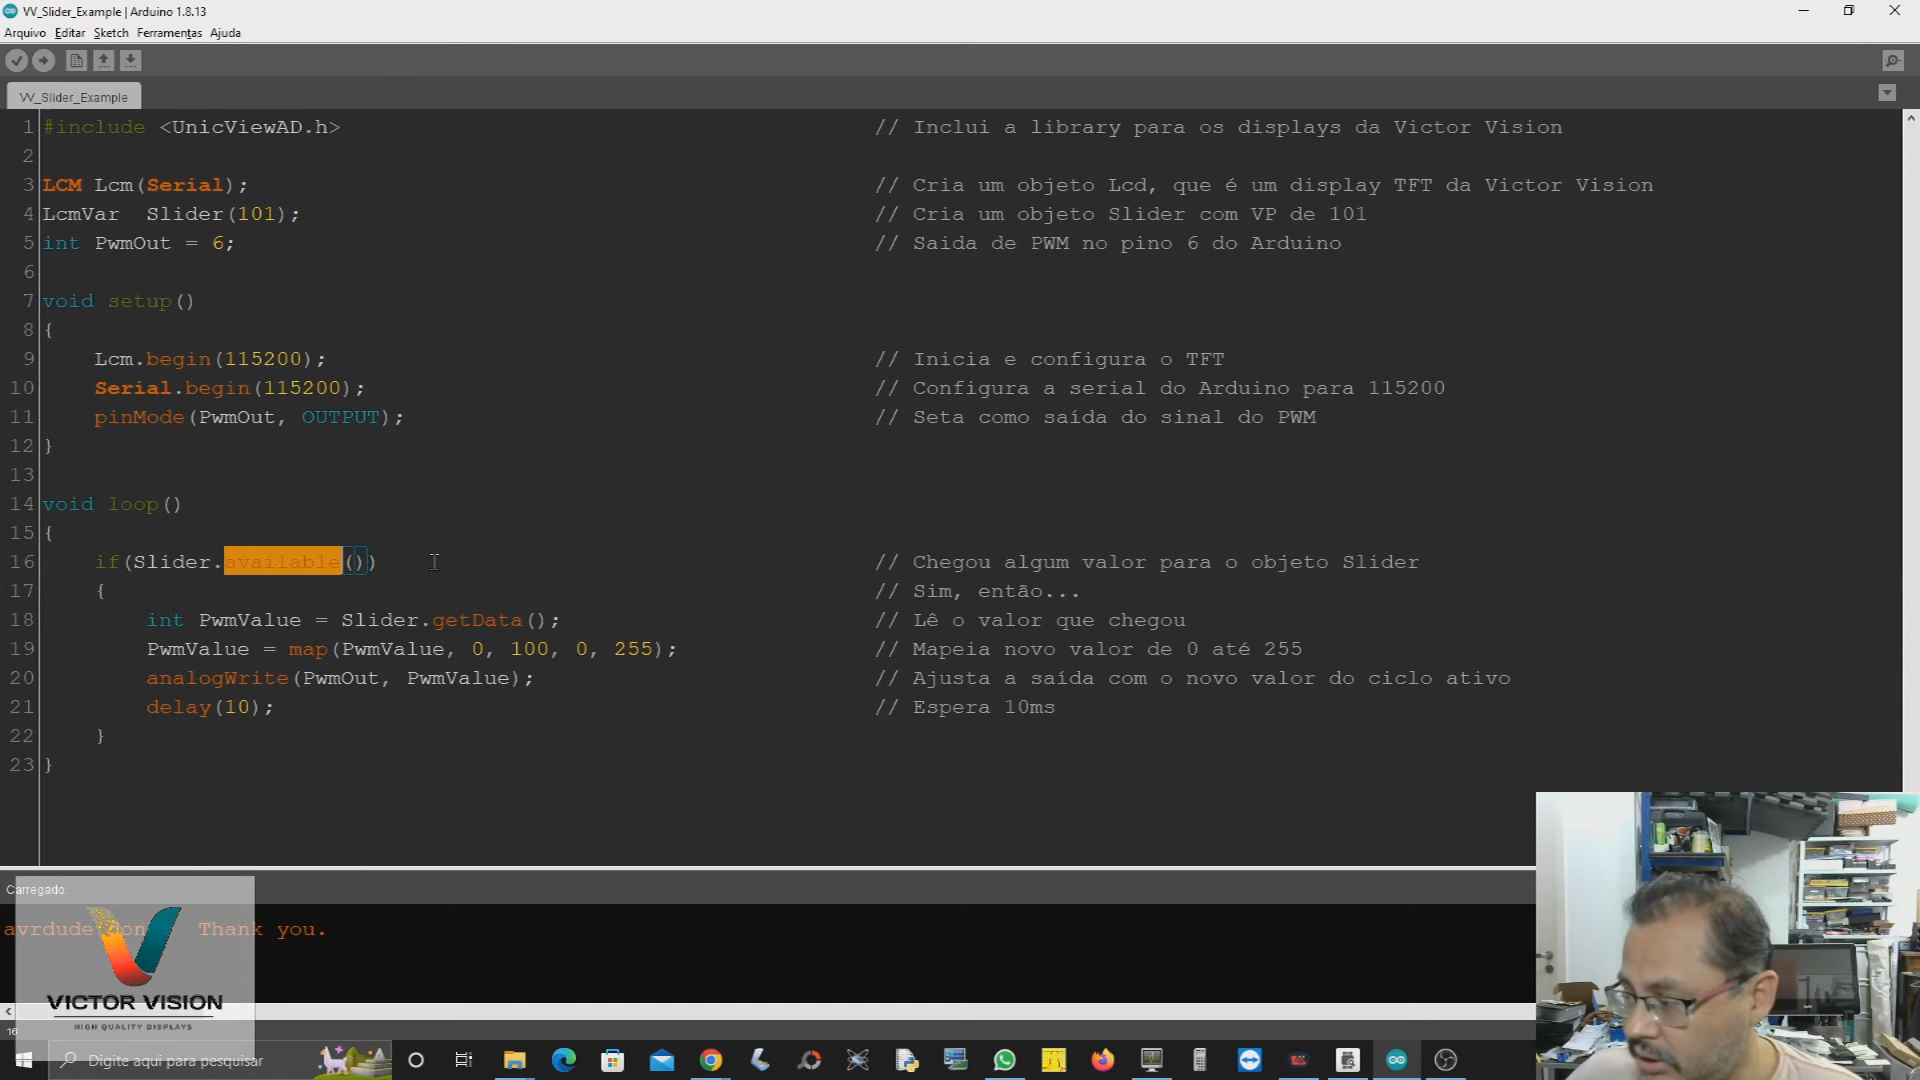 VV_Slider_Example | Arduino 1.8.13
Arquivo Editar Sketch Ferramentas Ajuda
VV_Slider_Example
1 #include <UnicViewAD.h> // Inclui a library para os displays da Victor Vision
2
3 LCM Lcm(Serial); // Cria um objeto Lcd, que é um display TFT da Victor Vision
4 LcmVar Slider(101); // Cria um objeto Slider com VP de 101
5 int PwmOut = 6; // Saida de PWM no pino 6 do Arduino
6
7 void setup()
8 {
9 Lcm.begin(115200); // Inicia e configura o TFT
10 Serial.begin(115200); // Configura a serial do Arduino para 115200
11 pinMode(PwmOut, OUTPUT); // Seta como saída do sinal do PWM
12 }
13
14 void loop()
15 {
16 if(Slider.available()) // Chegou algum valor para o objeto Slider
17 { // Sim, então...
18 int PwmValue = Slider.getData(); // Lê o valor que chegou
19 PwmValue = map(PwmValue, 0, 100, 0, 255); // Mapeia novo valor de 0 até 255
20 analogWrite(PwmOut, PwmValue); // Ajusta a saída com o novo valor do ciclo ativo
21 delay(10); // Espera 10ms
22 }
23 }
Carregado.
avrdude don Thank you.
VICTOR VISION
HIGH QUALITY DISPLAYS
16
Digite aqui para pesquisar